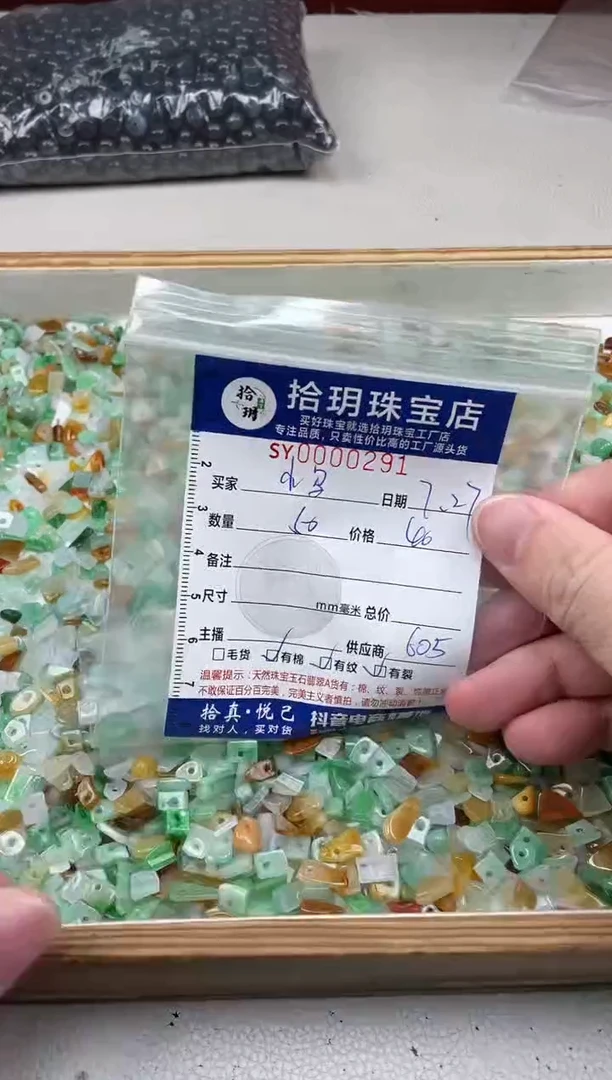 拾玥
拾玥珠宝店
买好珠宝就选拾玥珠宝工厂店
专注品质，只卖性价比高的工厂源头货
SY0000291
买家 日期 7.27
数量 50 价格
备注
尺寸 mm毫米 总价
主播 供应商 605
毛货 有棉 有纹 有裂
温馨提示：天然珠宝玉石翡翠A货有：棉、纹、裂、
不敢保证百分百完美，完美主义者慎拍，请勿
拾真·悦己
找对人，买对货
抖音电商
2
3
4
5
6
7